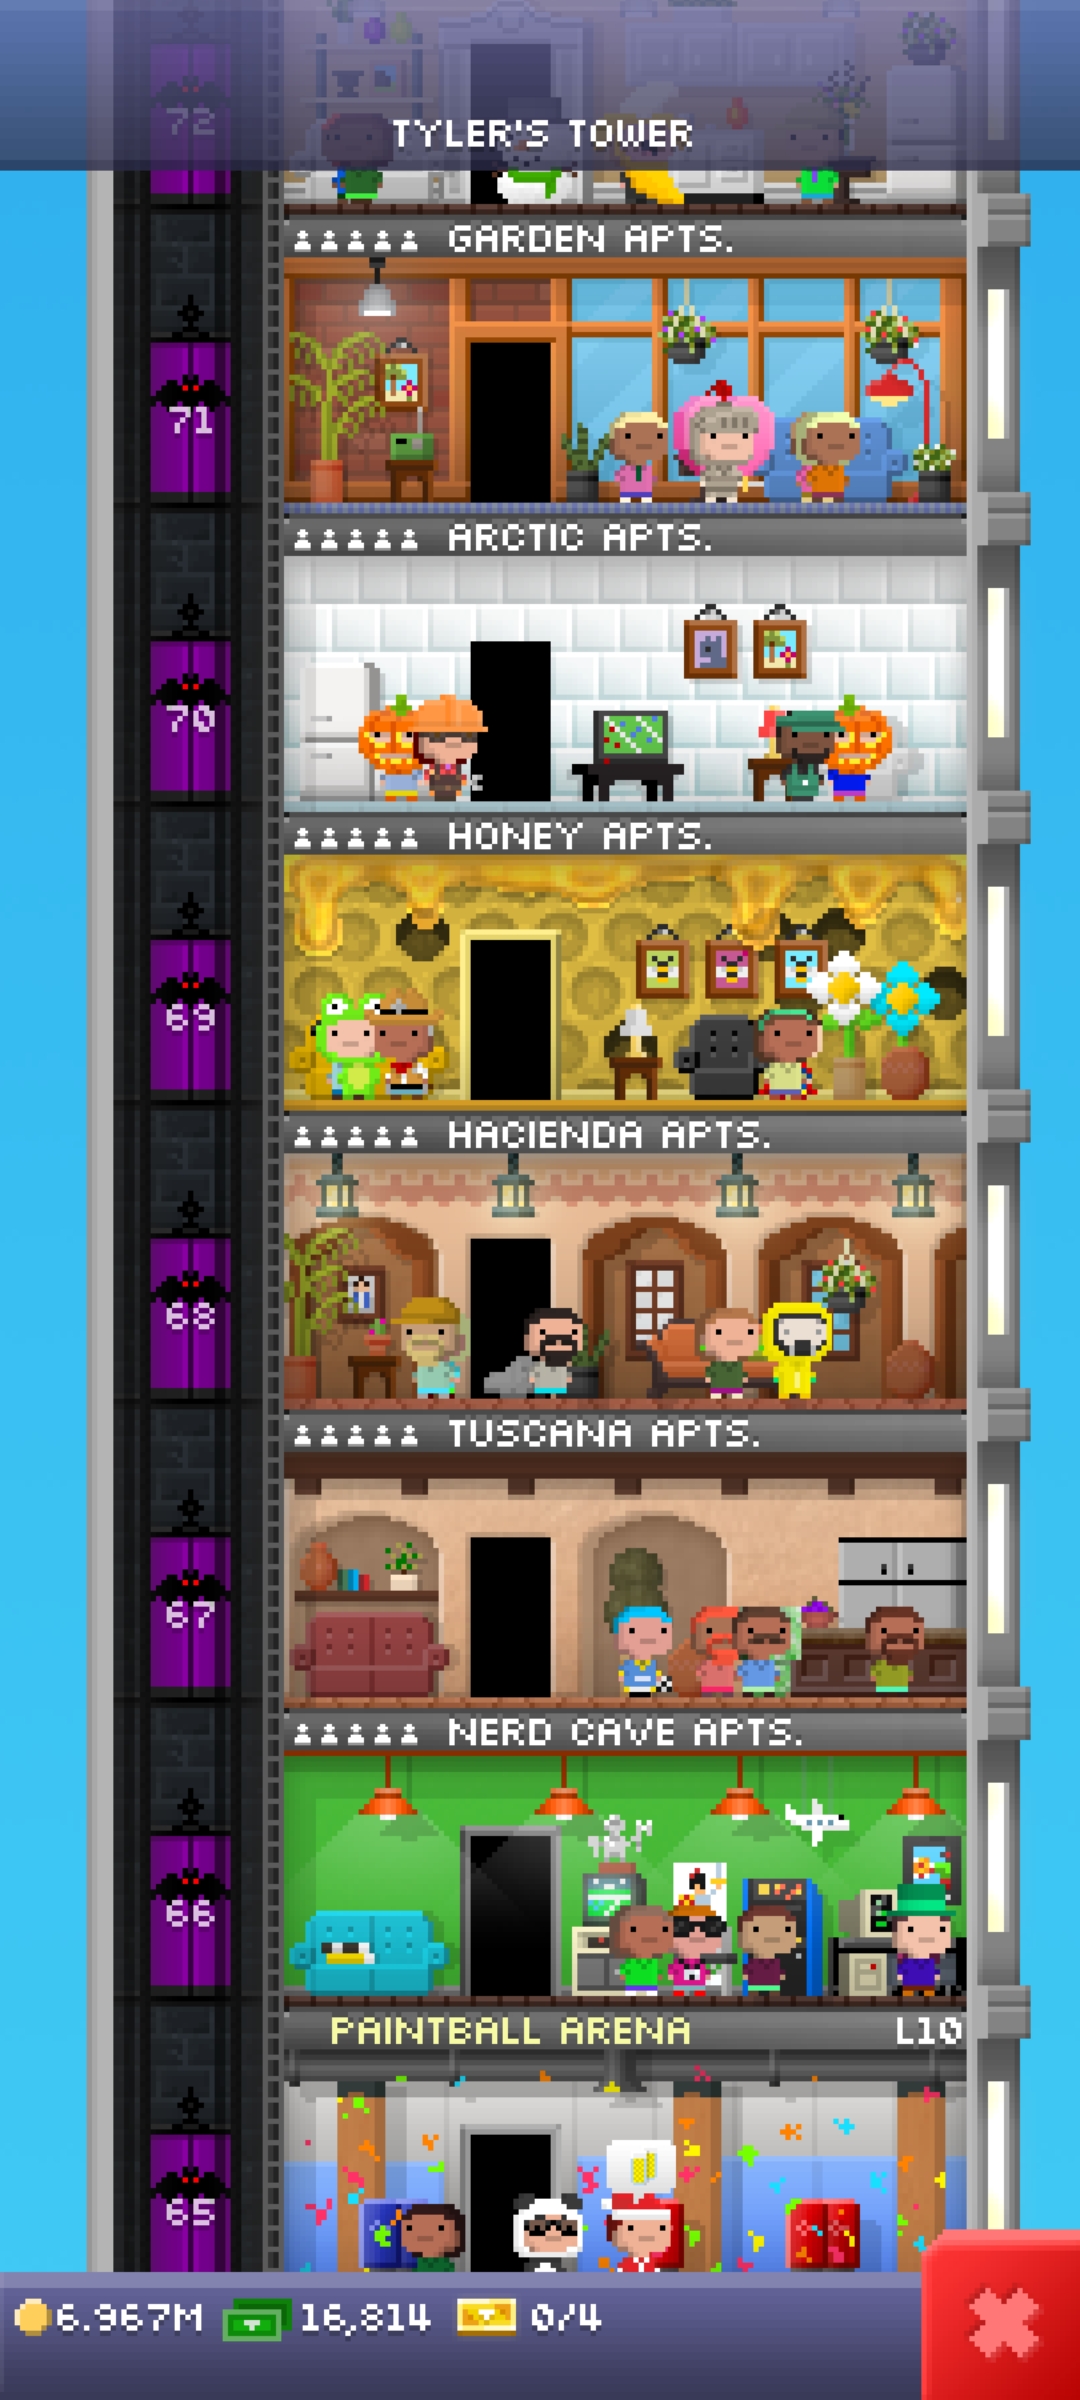 TYLER'S TOWER
72
GARDEN APTS.
71
ARCTIC APTS.
70
HONEY APTS.
69
HACIENDA APTS.
68
TUSCANA APTS.
67
NERD CAVE APTS.
66
PAINTBALL ARENA L10
65
6.967M 16,814 0/4